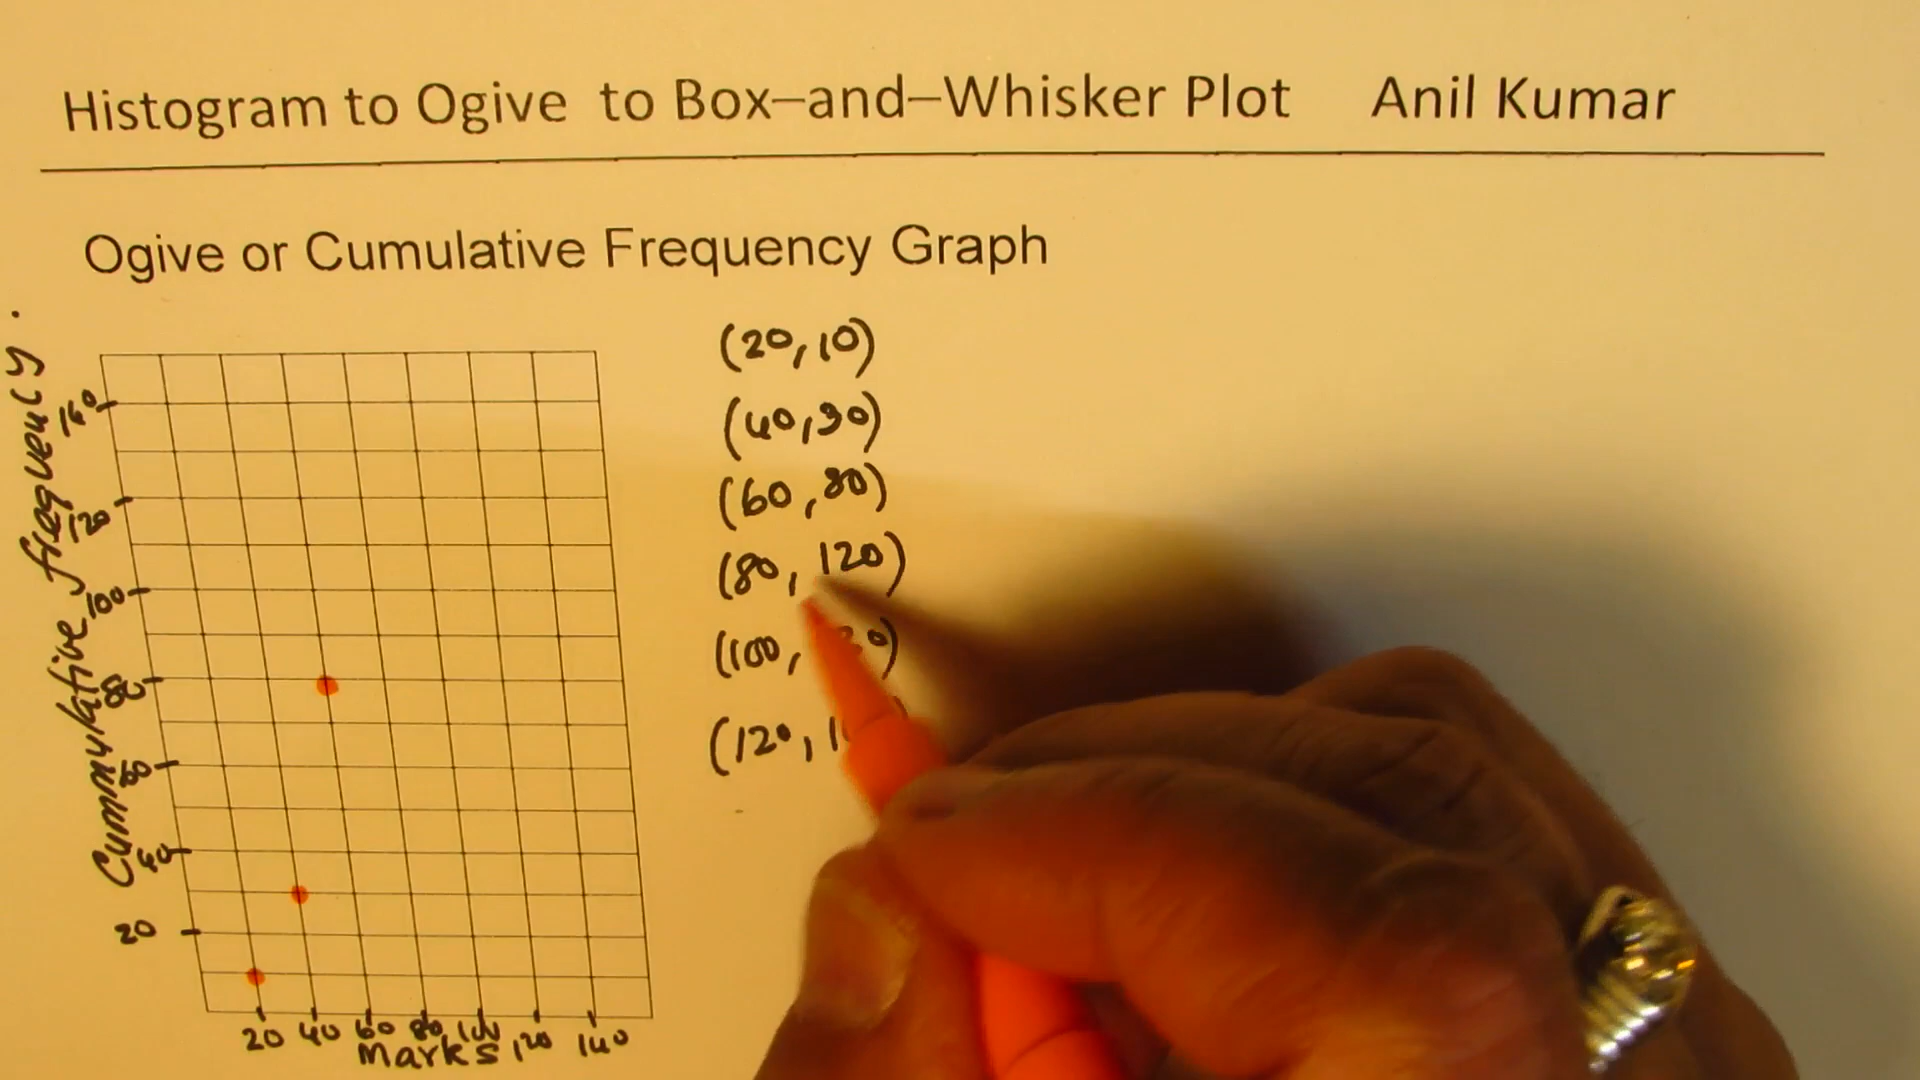 Histogram to Ogive to Box–and–Whisker Plot Anil Kumar
Ogive or Cumulative Frequency Graph
Cummulative frequency.
140
120
100
80
60
40
20
20 40 60 80 100 120 140
Marks
(20,10)
(40,30)
(60,80)
(80,120)
(100,
(120,